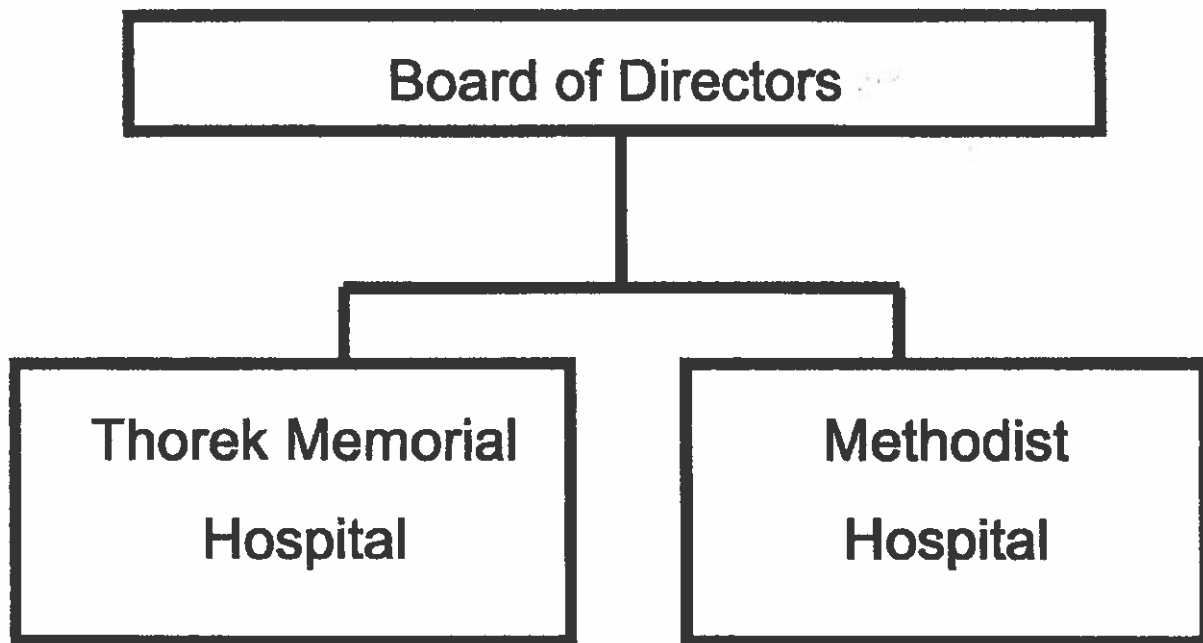 Board of Directors
Thorek Memorial
Hospital
Methodist
Hospital